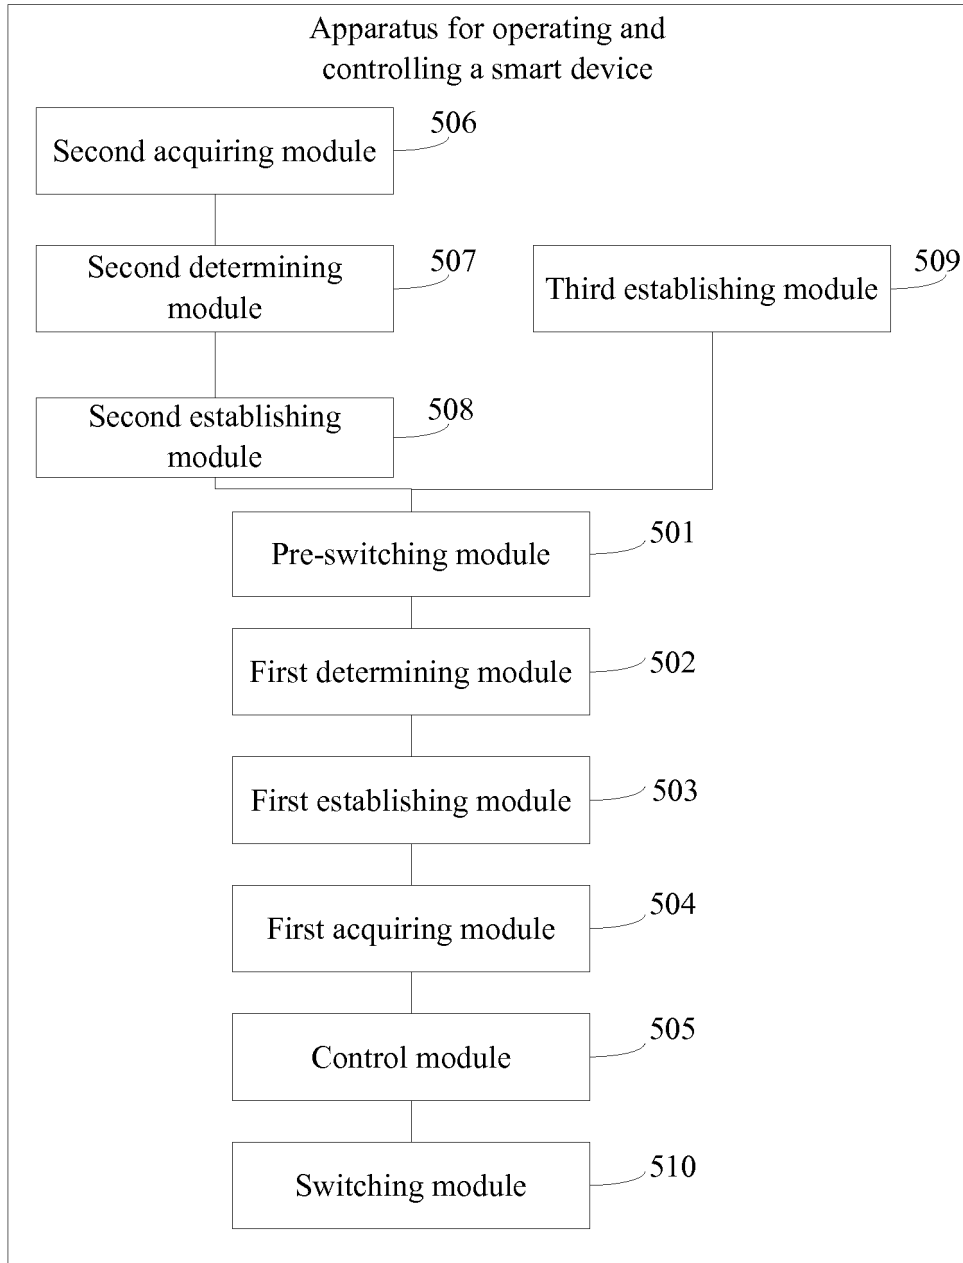 Apparatus for operating and
controlling a smart device
506
Second acquiring module
507
Second determining
module
509
Third establishing module
508
Second establishing
module
501
Pre-switching module
502
First determining module
503
First establishing module
504
First acquiring module
505
Control module
510
Switching module